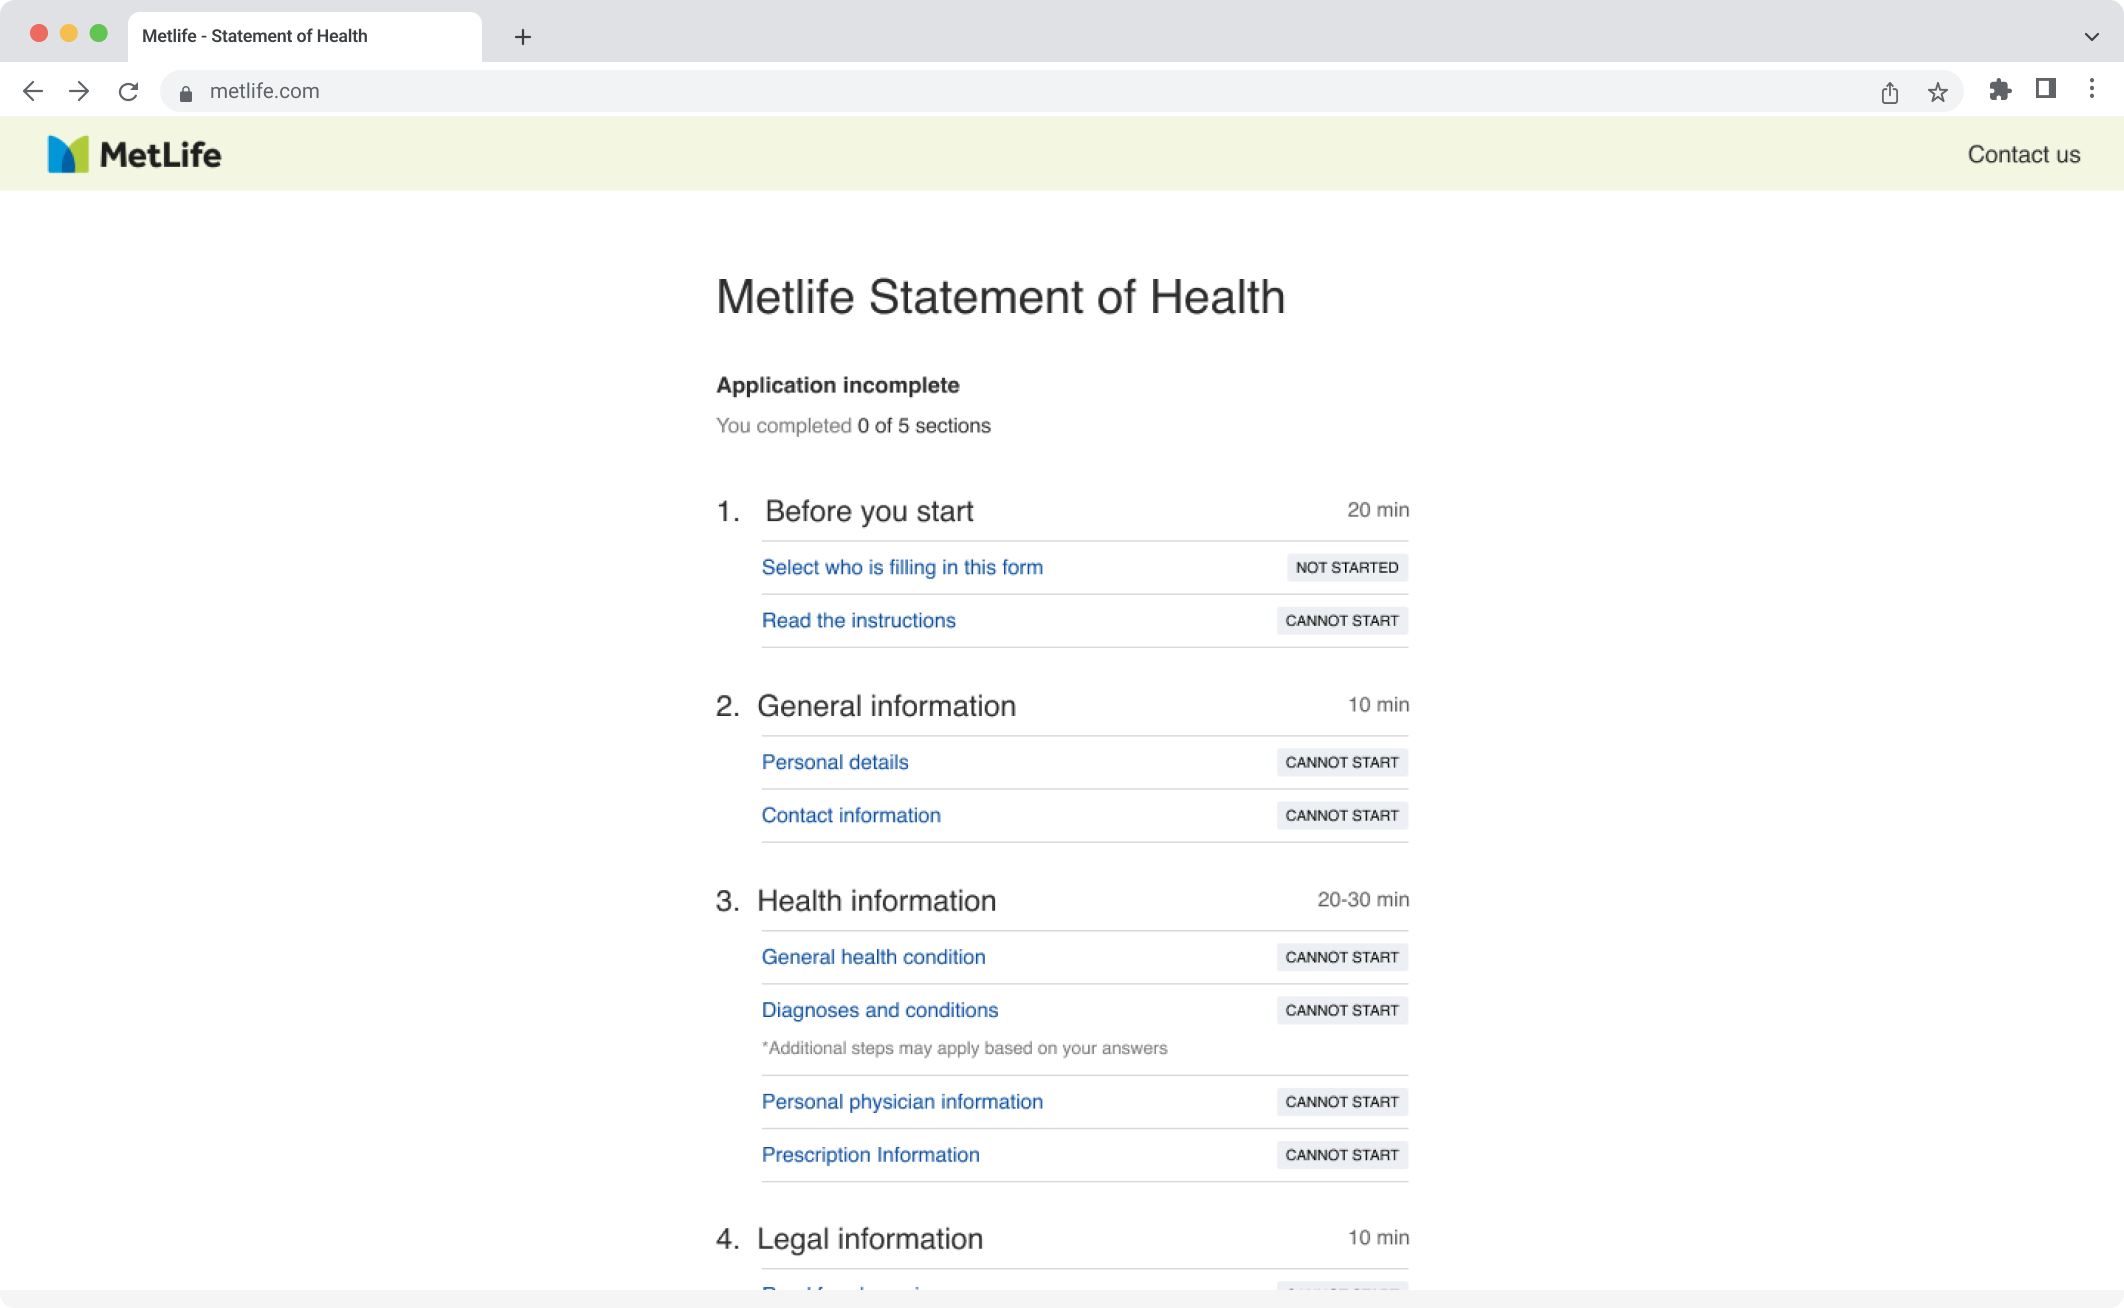 Metlife - Statement of Health
metlife.com
MetLife
Contact us
Metlife Statement of Health
Application incomplete
You completed 0 of 5 sections
1. Before you start 20 min
Select who is filling in this form NOT STARTED
Read the instructions CANNOT START
2. General information 10 min
Personal details CANNOT START
Contact information CANNOT START
3. Health information 20-30 min
General health condition CANNOT START
Diagnoses and conditions CANNOT START
*Additional steps may apply based on your answers
Personal physician information CANNOT START
Prescription Information CANNOT START
4. Legal information 10 min